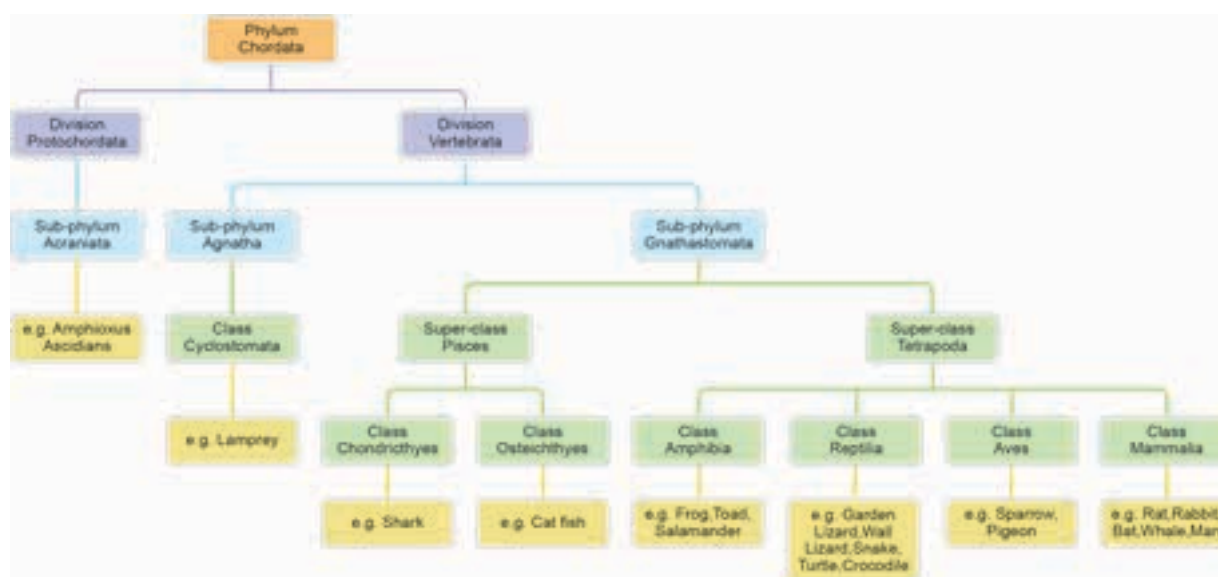 Phylum
Chordata
Division
Protochordata
Division
Vertebrata
Sub-phylum
Acraniata
Sub-phylum
Agnatha
Sub-phylum
Gnathastomata
e.g. Amphioxus
Ascidians
Class
Cyclostomata
Super-class
Pisces
Super-class
Tetrapoda
e.g. Lamprey
Class
Chondricthyes
Class
Osteichthyes
Class
Amphibia
Class
Reptilia
Class
Aves
Class
Mammalia
e.g. Shark
e.g. Cat fish
e.g. Frog,Toad,
Salamander
e.g. Garden
Lizard,Wall
Lizard,Snake,
Turtle,Crocodile
e.g. Sparrow,
Pigeon
e.g. Rat,Rabbit
Bat,Whale,Man